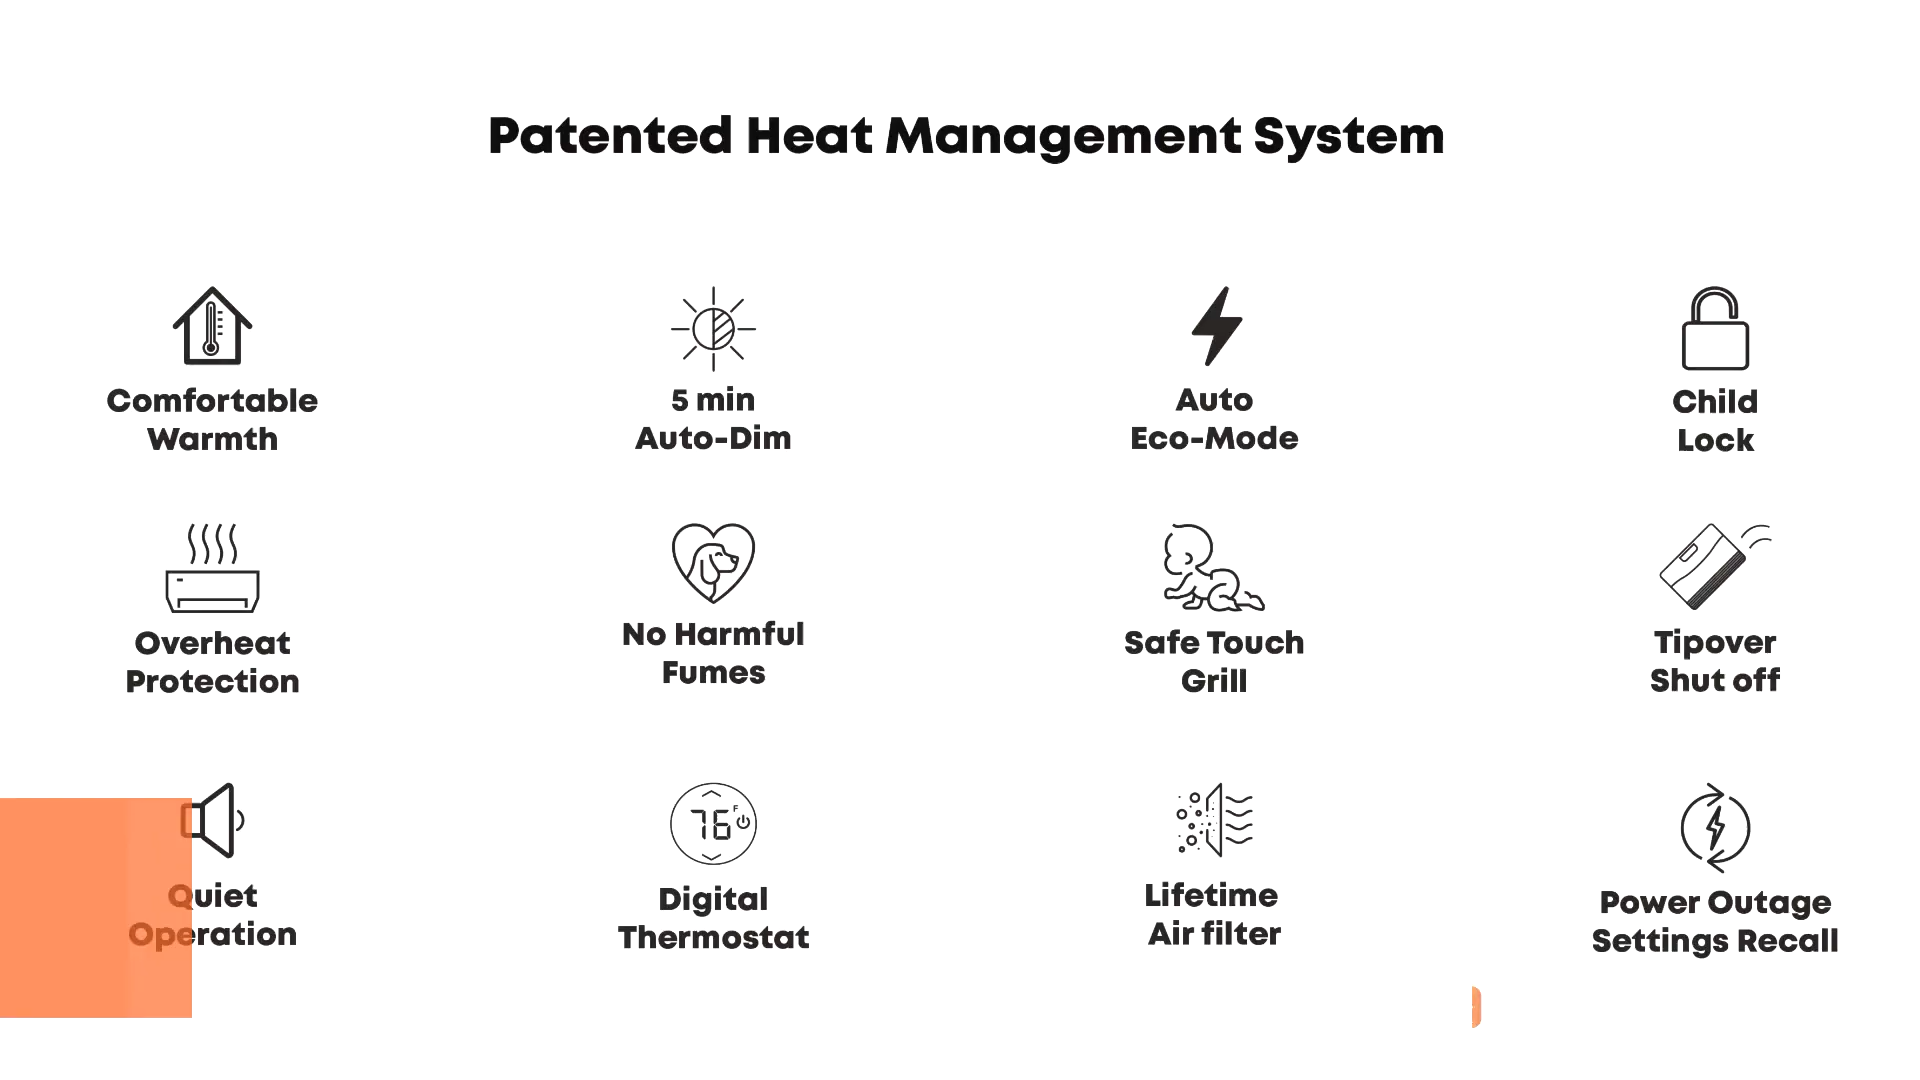 Patented Heat Management System
Comfortable
Warmth
5 min
Auto-Dim
Auto
Eco-Mode
Child
Lock
Overheat
Protection
No Harmful
Fumes
Safe Touch
Grill
Tipover
Shut off
Quiet
Operation
76 F
Digital
Thermostat
Lifetime
Air filter
Power Outage
Settings Recall